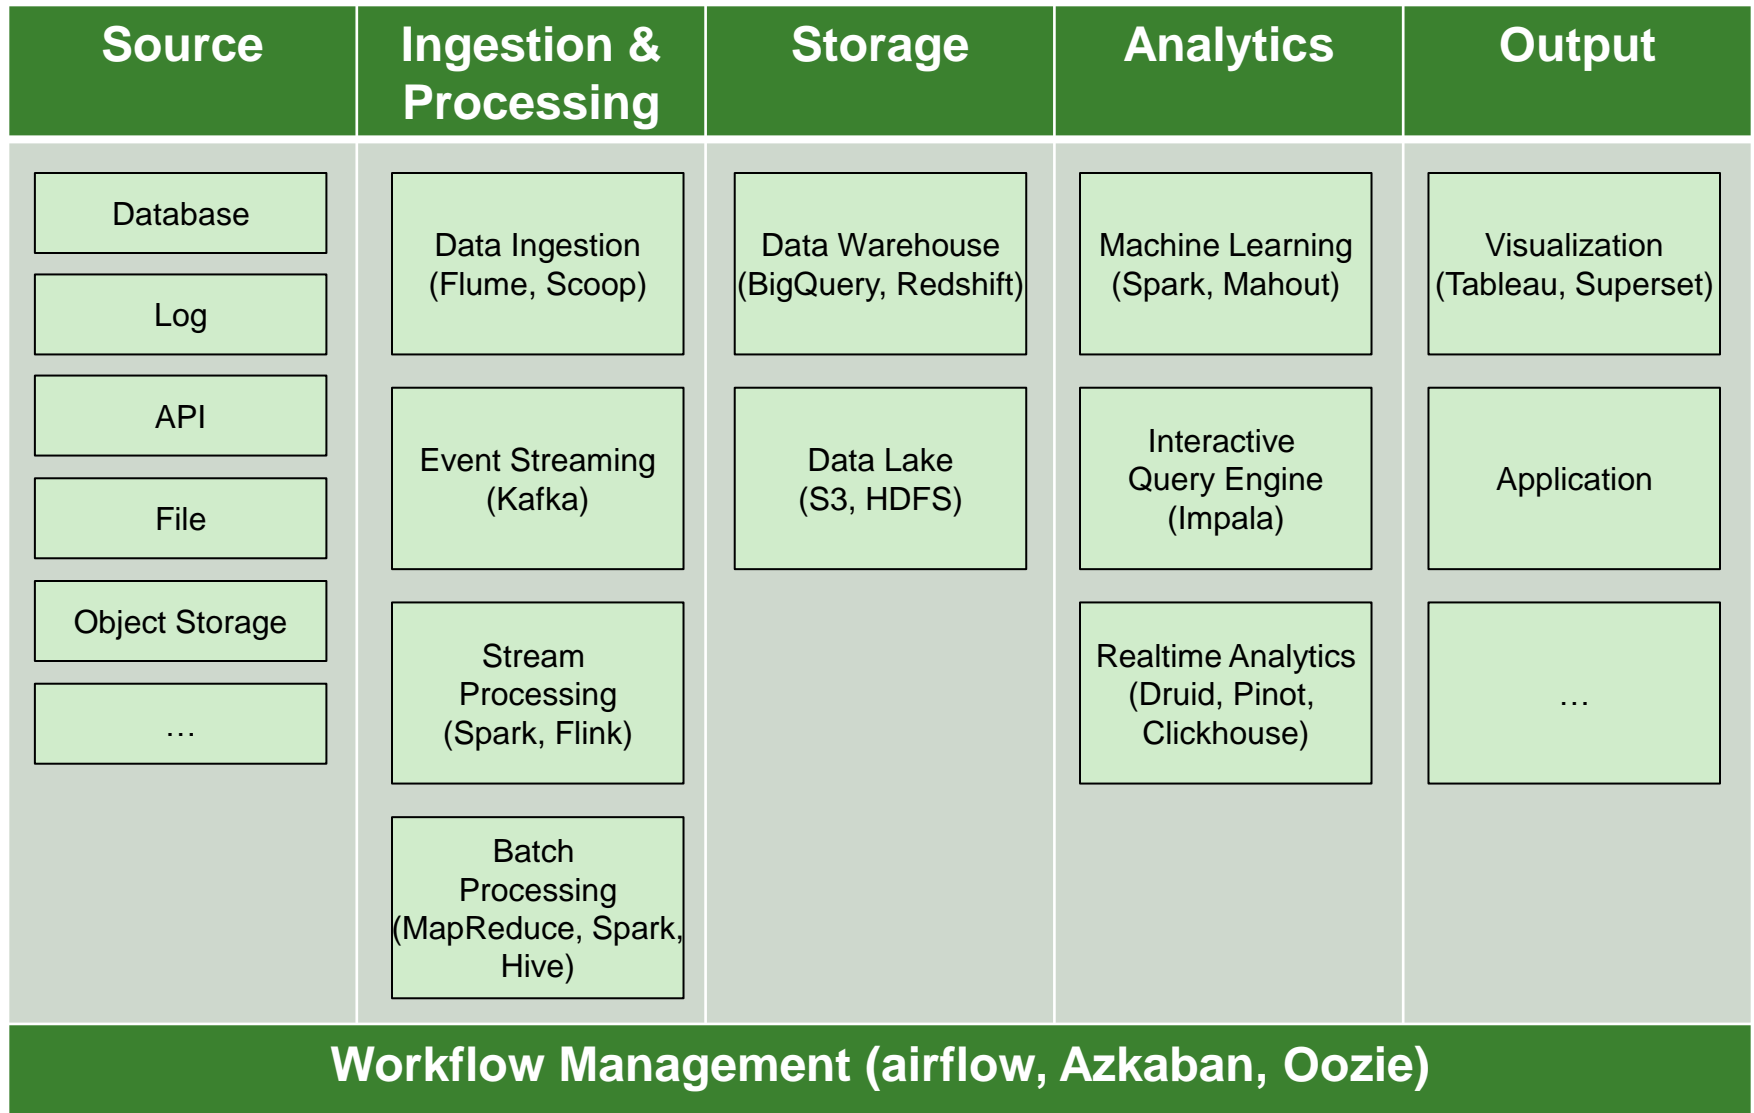 Source
Ingestion &
Processing
Storage
Analytics
Output
Database
Log
API
File
Object Storage
…
Data Ingestion
(Flume, Scoop)
Event Streaming
(Kafka)
Stream
Processing
(Spark, Flink)
Batch
Processing
(MapReduce, Spark,
Hive)
Data Warehouse
(BigQuery, Redshift)
Data Lake
(S3, HDFS)
Machine Learning
(Spark, Mahout)
Interactive
Query Engine
(Impala)
Realtime Analytics
(Druid, Pinot,
Clickhouse)
Visualization
(Tableau, Superset)
Application
…
Workflow Management (airflow, Azkaban, Oozie)